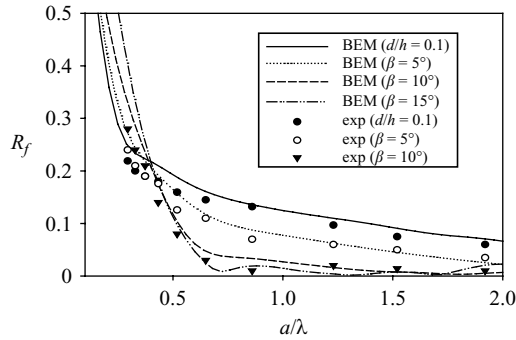 0.5
0.4
0.3
0.2
0.1
0
R_f
BEM (d/h = 0.1)
BEM (β = 5°)
BEM (β = 10°)
BEM (β = 15°)
exp (d/h = 0.1)
exp (β = 5°)
exp (β = 10°)
0.5 1.0 1.5 2.0
a/λ